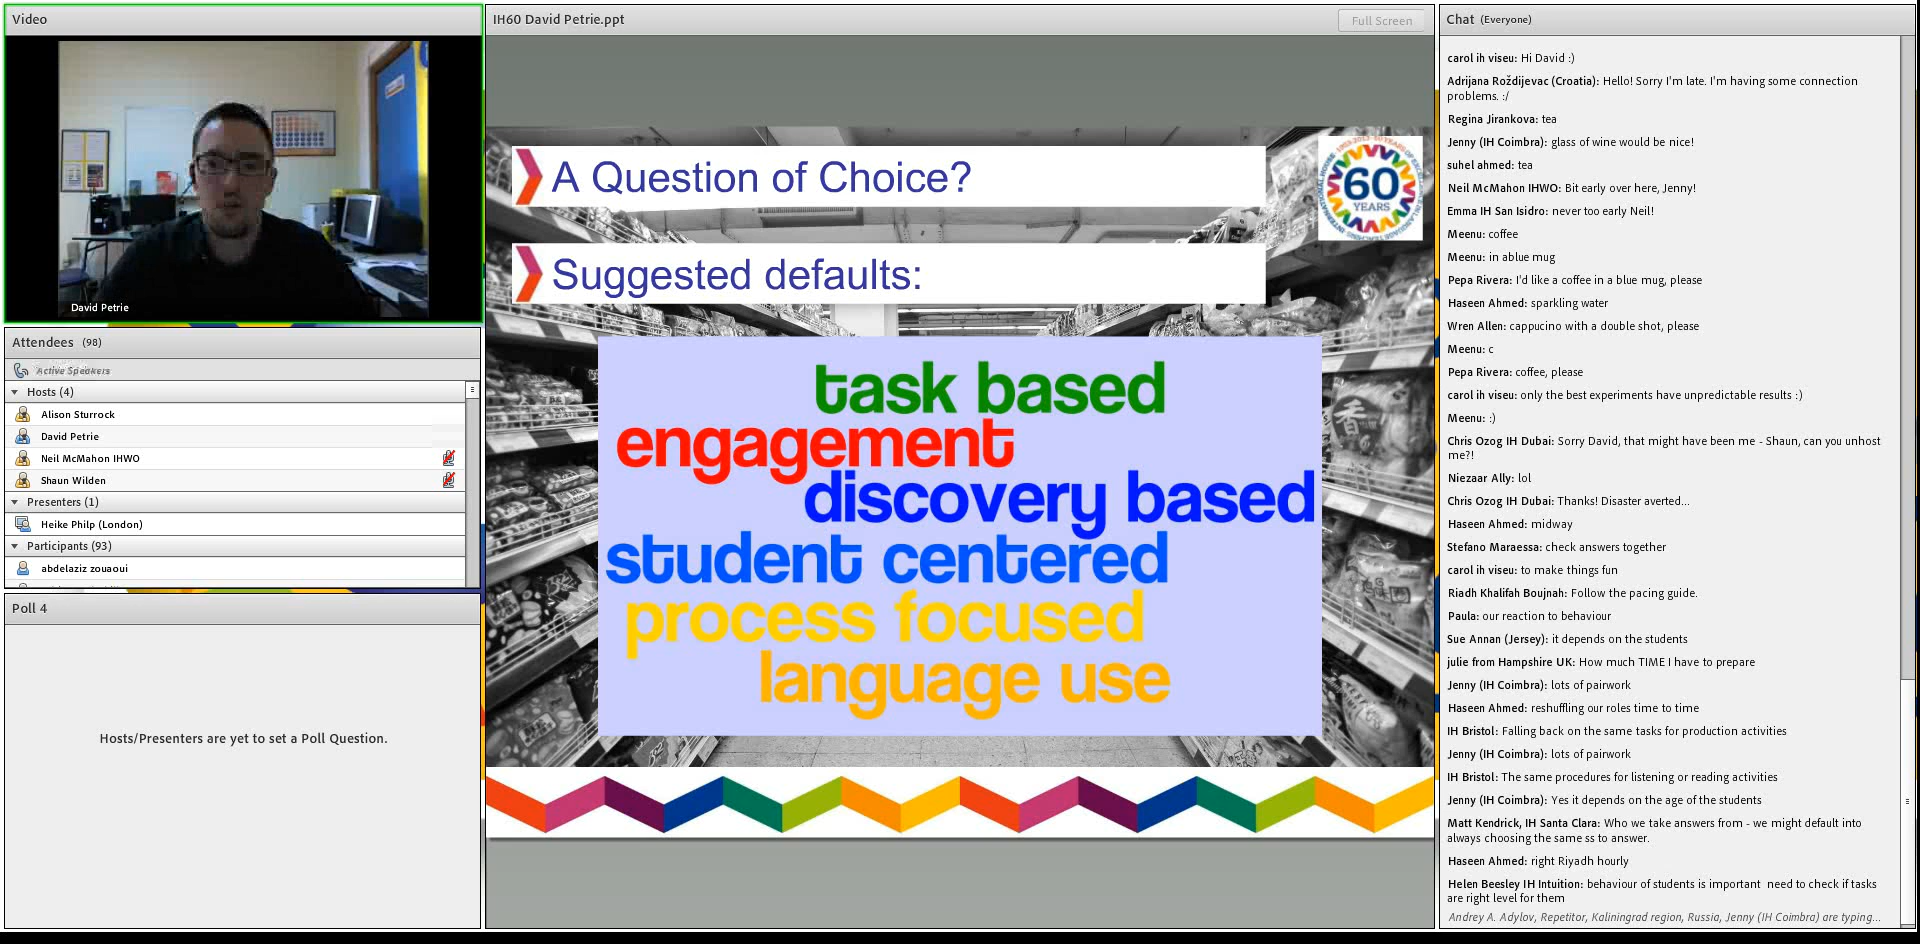 Video
David Petrie
Attendees (98)
Active Speakers
Hosts (4)
Alison Sturrock
David Petrie
Neil McMahon IHWO
Shaun Wilden
Presenters (1)
Heike Philp (London)
Participants (93)
abdelaziz zouaoui
Poll 4
Hosts/Presenters are yet to set a Poll Question.
IH60 David Petrie.ppt
Full Screen
A Question of Choice?
60
YEARS
Suggested defaults:
task based
engagement
discovery based
student centered
process focused
language use
Chat (Everyone)
carol ih viseu: Hi David :)
Adrijana Roždijevac (Croatia): Hello! Sorry I'm late. I'm having some connection
problems. :/
Regina Jirankova: tea
Jenny (IH Coimbra): glass of wine would be nice!
suhel ahmed: tea
Neil McMahon IHWO: Bit early over here, Jenny!
Emma IH San Isidro: never too early Neil!
Meenu: coffee
Meenu: in ablue mug
Pepa Rivera: I'd like a coffee in a blue mug, please
Haseen Ahmed: sparkling water
Wren Allen: cappucino with a double shot, please
Meenu: c
Pepa Rivera: coffee, please
carol ih viseu: only the best experiments have unpredictable results :)
Meenu: :)
Chris Ozog IH Dubai: Sorry David, that might have been me - Shaun, can you unhost
me?!
Niezaar Ally: lol
Chris Ozog IH Dubai: Thanks! Disaster averted...
Haseen Ahmed: midway
Stefano Maraessa: check answers together
carol ih viseu: to make things fun
Riadh Khalifah Boujnah: Follow the pacing guide.
Paula: our reaction to behaviour
Sue Annan (Jersey): it depends on the students
julie from Hampshire UK: How much TIME I have to prepare
Jenny (IH Coimbra): lots of pairwork
Haseen Ahmed: reshuffling our roles time to time
IH Bristol: Falling back on the same tasks for production activities
Jenny (IH Coimbra): lots of pairwork
IH Bristol: The same procedures for listening or reading activities
Jenny (IH Coimbra): Yes it depends on the age of the students
Matt Kendrick, IH Santa Clara: Who we take answers from - we might default into
always choosing the same ss to answer.
Haseen Ahmed: right Riyadh hourly
Helen Beesley IH Intuition: behaviour of students is important need to check if tasks
are right level for them
Andrey A. Adylov, Repetitor, Kaliningrad region, Russia, Jenny (IH Coimbra) are typing...